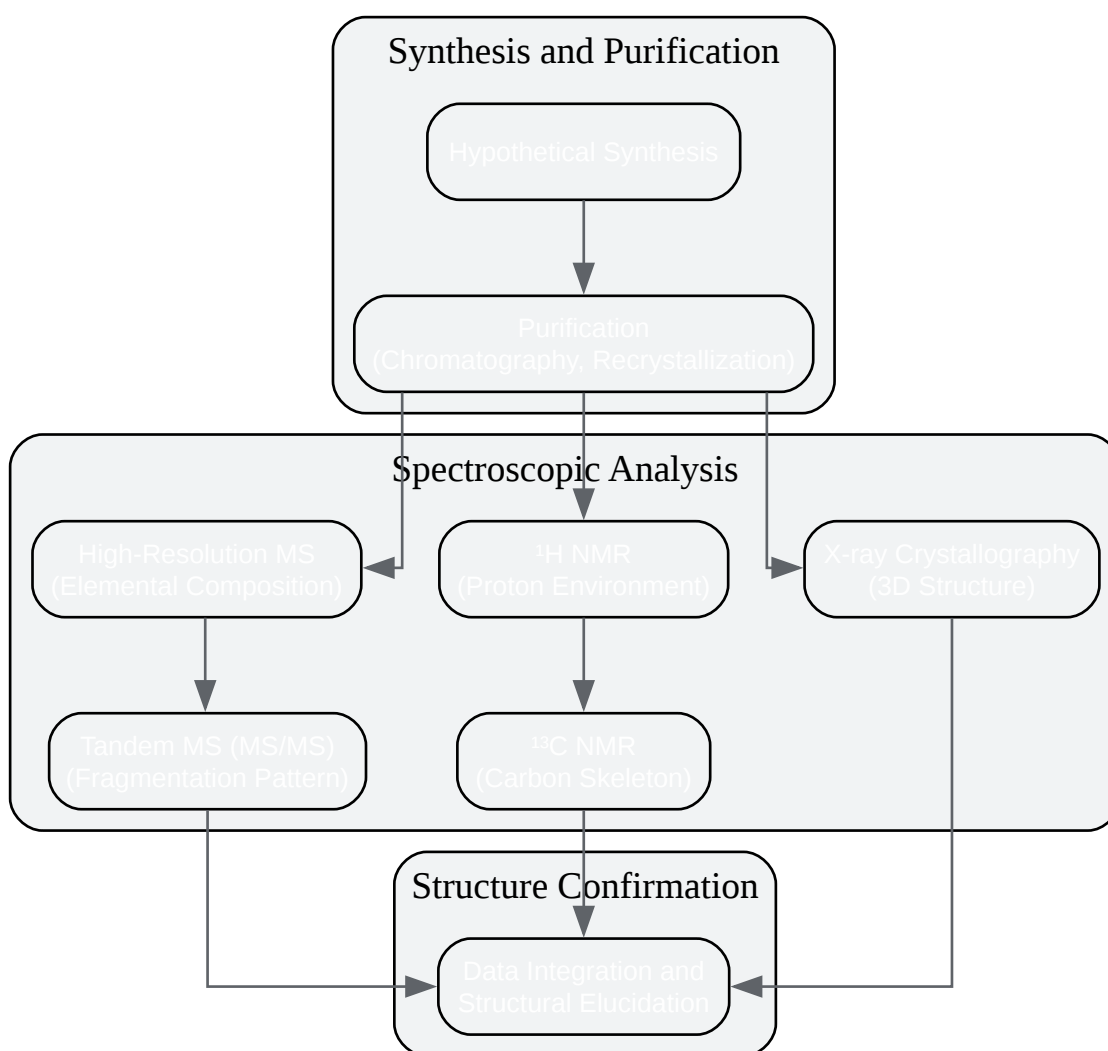 Synthesis and Purification
Hypothetical Synthesis
Purification
(Chromatography, Recrystallization)
Spectroscopic Analysis
High-Resolution MS
(Elemental Composition)
¹H NMR
(Proton Environment)
X-ray Crystallography
(3D Structure)
Tandem MS (MS/MS)
(Fragmentation Pattern)
¹³C NMR
(Carbon Skeleton)
Structure Confirmation
Data Integration and
Structural Elucidation